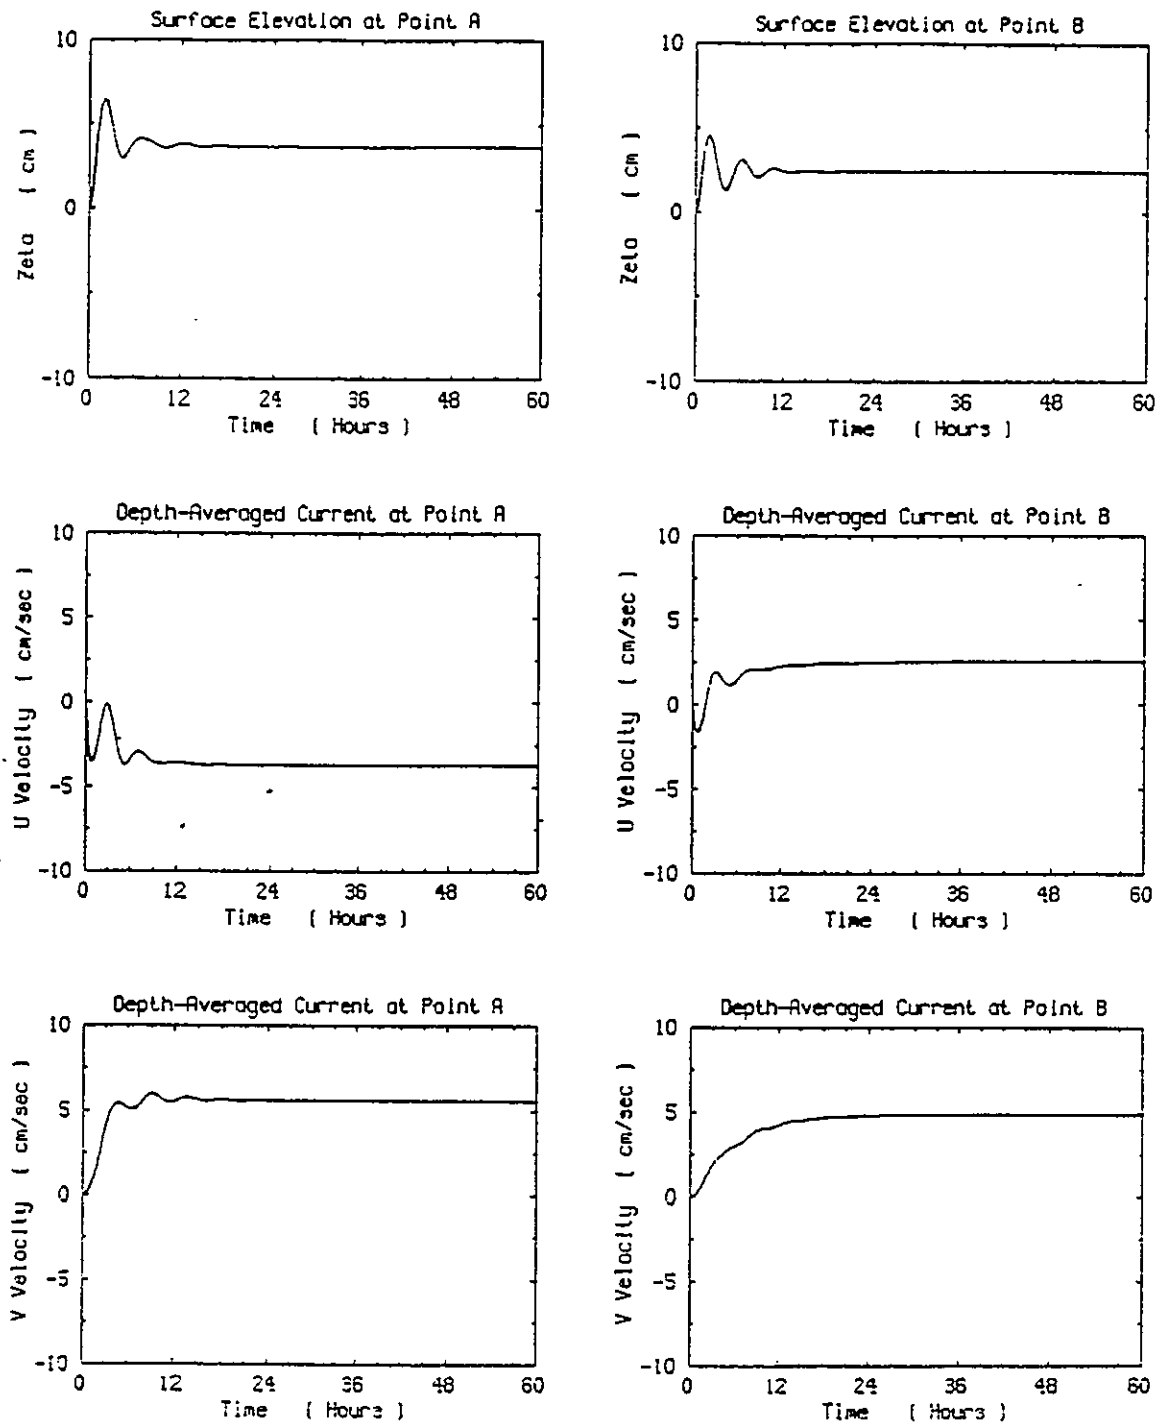 Surface Elevation at Point A
10
0
-10
Zeta ( cm )
0 12 24 36 48 60
Time ( Hours )
Surface Elevation at Point B
10
0
-10
Zeta ( cm )
0 12 24 36 48 60
Time ( Hours )
Depth-Averaged Current at Point A
10
5
0
-5
-10
U Velocity ( cm/sec )
0 12 24 36 48 60
Time ( Hours )
Depth-Averaged Current at Point B
10
5
0
-5
-10
U Velocity ( cm/sec )
0 12 24 36 48 60
Time ( Hours )
Depth-Averaged Current at Point A
10
5
0
-5
-10
V Velocity ( cm/sec )
0 12 24 36 48 60
Time ( Hours )
Depth-Averaged Current at Point B
10
5
0
-5
-10
V Velocity ( cm/sec )
0 12 24 36 48 60
Time ( Hours )